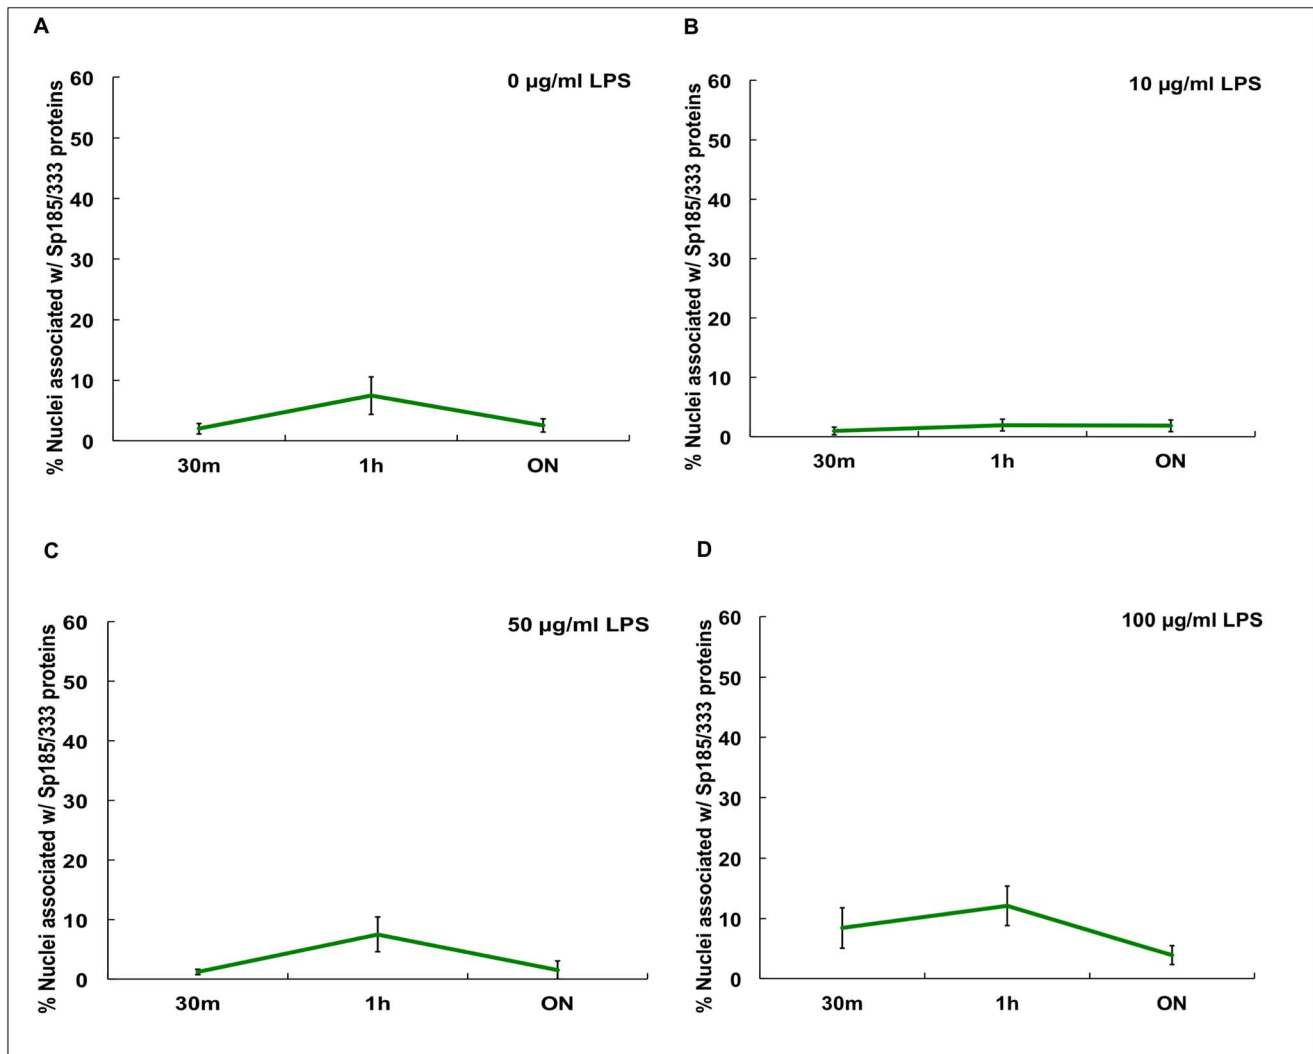 A
0 µg/ml LPS
% Nuclei associated w/ Sp185/333 proteins
60
50
40
30
20
10
0
30m 1h ON
B
10 µg/ml LPS
% Nuclei associated w/ Sp185/333 proteins
60
50
40
30
20
10
0
30m 1h ON
C
50 µg/ml LPS
% Nuclei associated w/ Sp185/333 proteins
60
50
40
30
20
10
0
30m 1h ON
D
100 µg/ml LPS
% Nuclei associated w/ Sp185/333 proteins
60
50
40
30
20
10
0
30m 1h ON